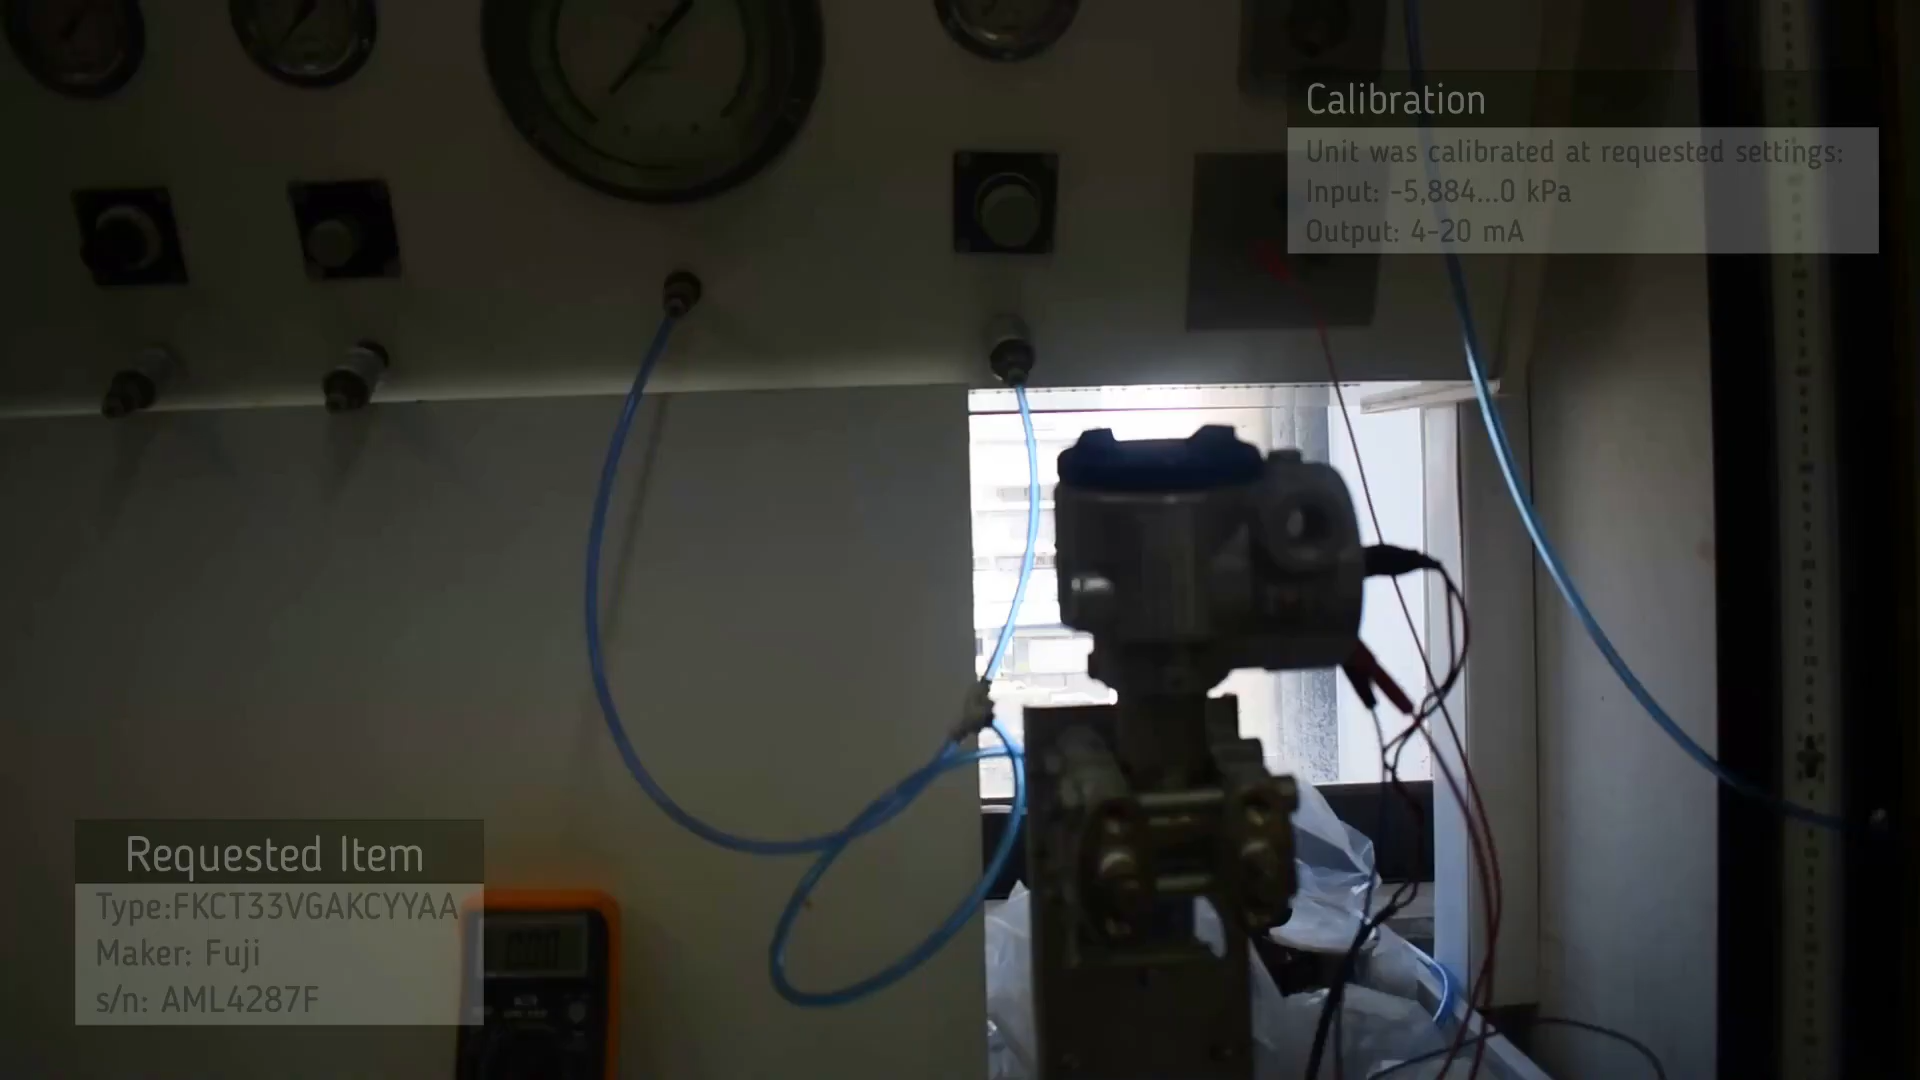 Calibration
Unit was calibrated at requested settings:
Input: -5,884...0 kPa
Output: 4-20 mA
Requested Item
Type:FKCT33VGAKCYYAA
Maker: Fuji
s/n: AML4287F